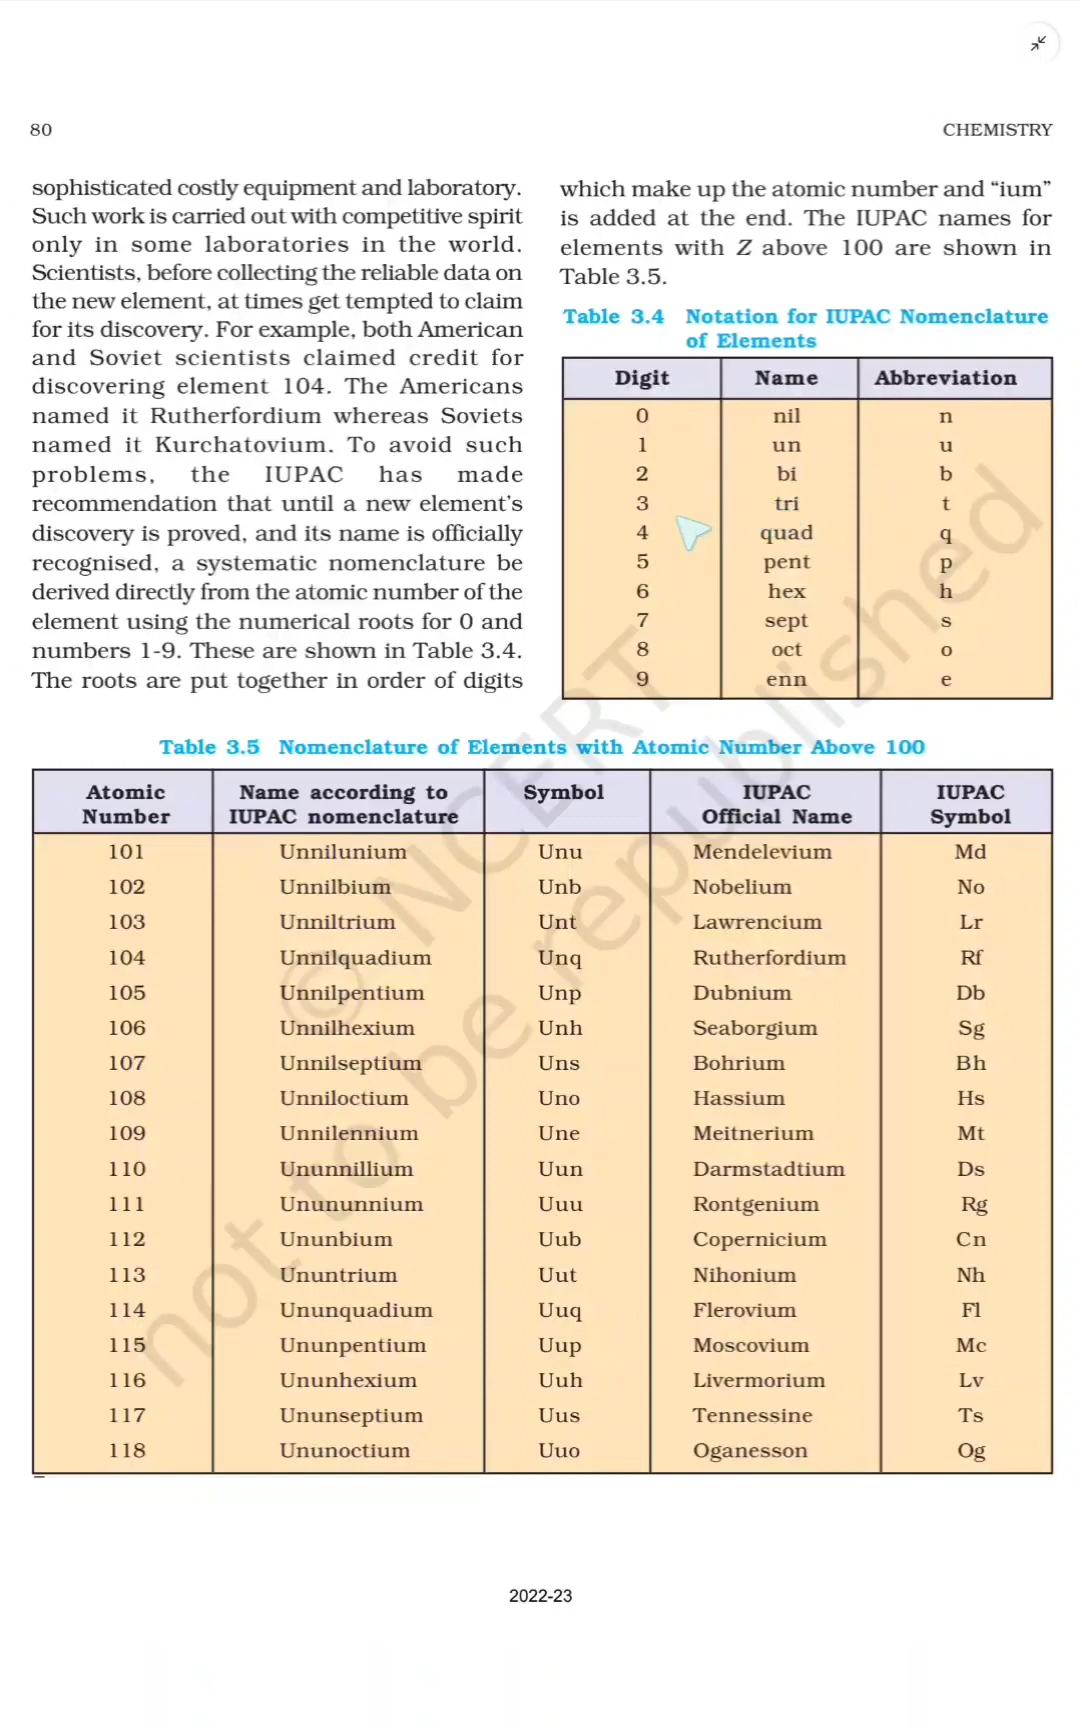 80
CHEMISTRY
sophisticated costly equipment and laboratory.
Such work is carried out with competitive spirit
only in some laboratories in the world.
Scientists, before collecting the reliable data on
the new element, at times get tempted to claim
for its discovery. For example, both American
and Soviet scientists claimed credit for
discovering element 104. The Americans
named it Rutherfordium whereas Soviets
named it Kurchatovium. To avoid such
problems, the IUPAC has made
recommendation that until a new element's
discovery is proved, and its name is officially
recognised, a systematic nomenclature be
derived directly from the atomic number of the
element using the numerical roots for 0 and
numbers 1-9. These are shown in Table 3.4.
The roots are put together in order of digits
which make up the atomic number and “ium”
is added at the end. The IUPAC names for
elements with Z above 100 are shown in
Table 3.5.
Table 3.4 Notation for IUPAC Nomenclature
of Elements
Digit Name Abbreviation
0 nil n
1 un u
2 bi b
3 tri t
4 quad q
5 pent p
6 hex h
7 sept s
8 oct o
9 enn e
Table 3.5 Nomenclature of Elements with Atomic Number Above 100
Atomic Name according to Symbol IUPAC IUPAC
Number IUPAC nomenclature Official Name Symbol
101 Unnilunium Unu Mendelevium Md
102 Unnilbium Unb Nobelium No
103 Unniltrium Unt Lawrencium Lr
104 Unnilquadium Unq Rutherfordium Rf
105 Unnilpentium Unp Dubnium Db
106 Unnilhexium Unh Seaborgium Sg
107 Unnilseptium Uns Bohrium Bh
108 Unniloctium Uno Hassium Hs
109 Unnilennium Une Meitnerium Mt
110 Ununnillium Uun Darmstadtium Ds
111 Unununnium Uuu Rontgenium Rg
112 Ununbium Uub Copernicium Cn
113 Ununtrium Uut Nihonium Nh
114 Ununquadium Uuq Flerovium Fl
115 Ununpentium Uup Moscovium Mc
116 Ununhexium Uuh Livermorium Lv
117 Ununseptium Uus Tennessine Ts
118 Ununoctium Uuo Oganesson Og
© NCERT
not to be republished
2022-23